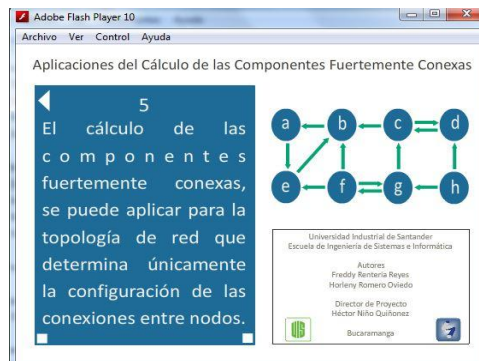 Adobe Flash Player 10
Archivo Ver Control Ayuda
Aplicaciones del Cálculo de las Componentes Fuertemente Conexas
5
El cálculo de las
componentes
fuertemente conexas,
se puede aplicar para la
topología de red que
determina únicamente
la configuración de las
conexiones entre nodos.
a b c d
e f g h
Universidad Industrial de Santander
Escuela de Ingeniería de Sistemas e Informática
Autores
Freddy Rentería Reyes
Horleny Romero Oviedo
Director de Proyecto
Héctor Niño Quiñonez
Bucaramanga